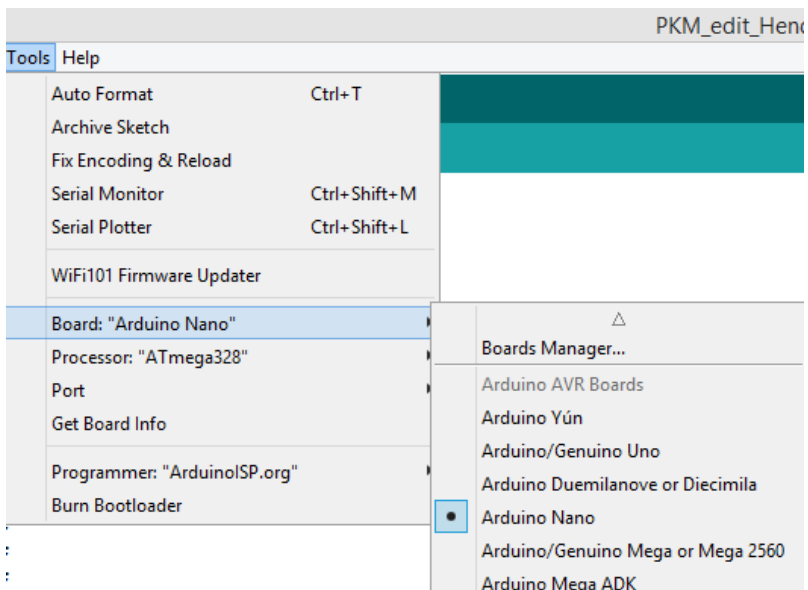 PKM_edit_Hend
Tools Help
Auto Format Ctrl+T
Archive Sketch
Fix Encoding & Reload
Serial Monitor Ctrl+Shift+M
Serial Plotter Ctrl+Shift+L
WiFi101 Firmware Updater
Board: "Arduino Nano"
Processor: "ATmega328"
Port
Get Board Info
Programmer: "ArduinoISP.org"
Burn Bootloader
Boards Manager...
Arduino AVR Boards
Arduino Yún
Arduino/Genuino Uno
Arduino Duemilanove or Diecimila
Arduino Nano
Arduino/Genuino Mega or Mega 2560
Arduino Mega ADK